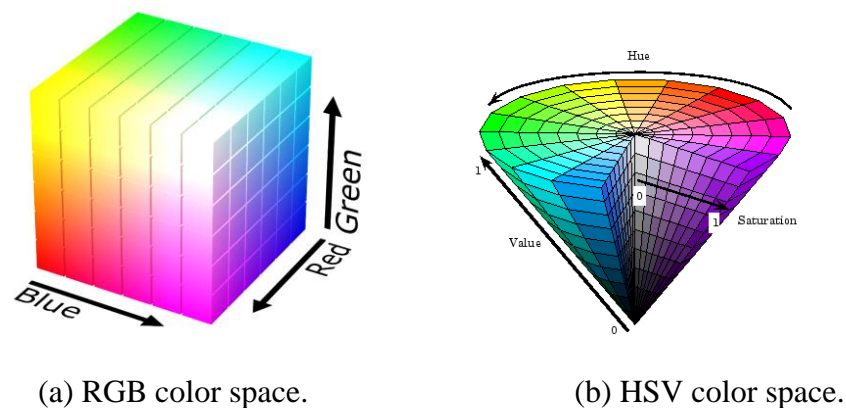 Green
Red
Blue
Hue
1
0
1
Saturation
Value
0
(a) RGB color space.
(b) HSV color space.